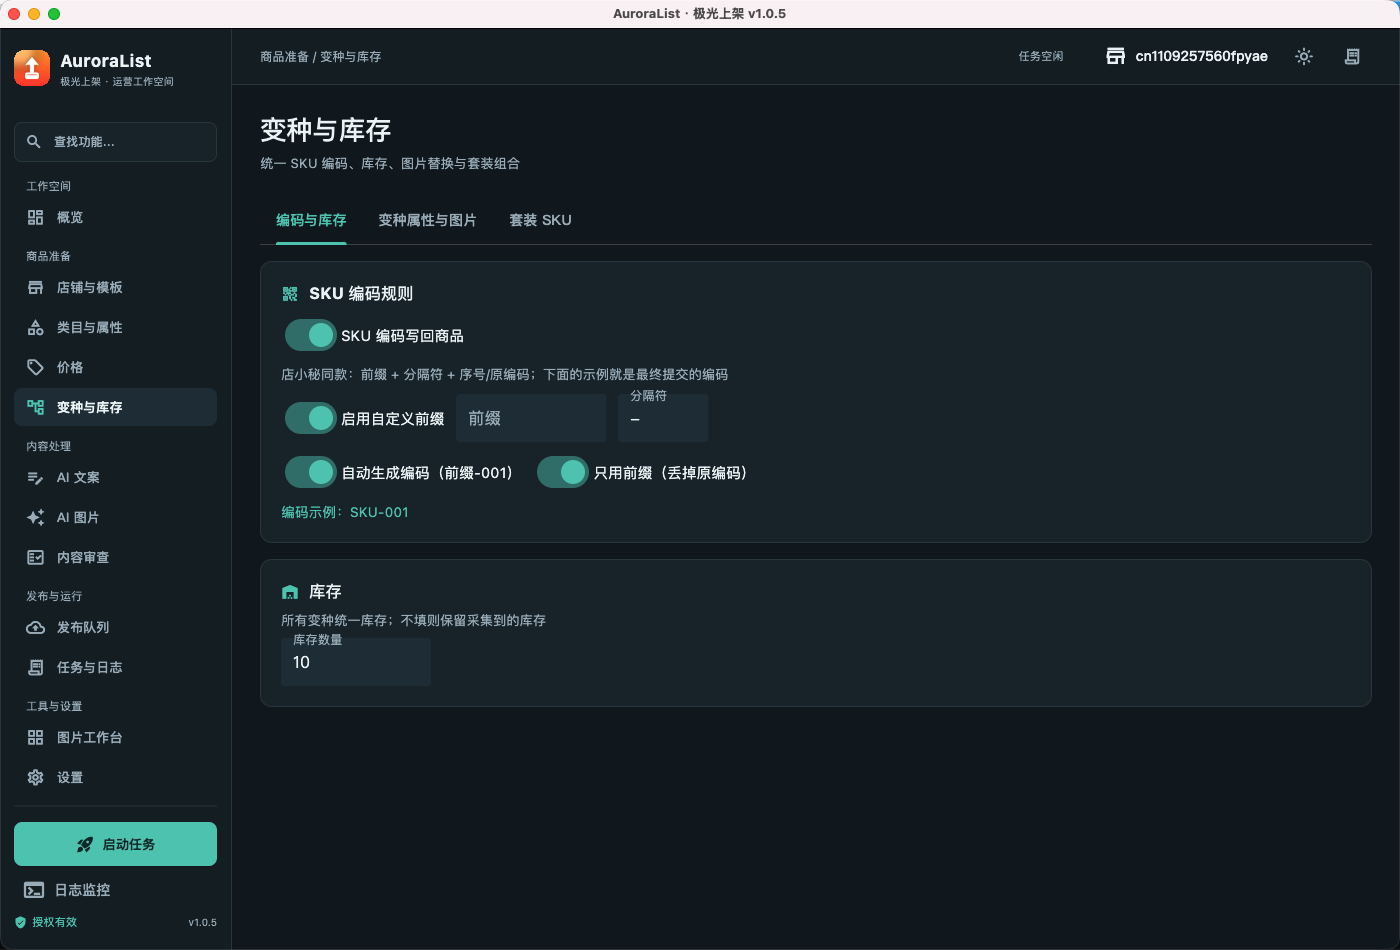 AuroraList · 极光上架 v1.0.5
AuroraList
极光上架 · 运营工作空间
查找功能...
工作空间
概览
商品准备
店铺与模板
类目与属性
价格
变种与库存
内容处理
AI 文案
AI 图片
内容审查
发布与运行
发布队列
任务与日志
工具与设置
图片工作台
设置
启动任务
日志监控
授权有效
v1.0.5
商品准备 / 变种与库存
任务空闲
cn1109257560fpyae
变种与库存
统一 SKU 编码、库存、图片替换与套装组合
编码与库存
变种属性与图片
套装 SKU
SKU 编码规则
SKU 编码写回商品
店小秘同款：前缀 + 分隔符 + 序号/原编码；下面的示例就是最终提交的编码
启用自定义前缀
前缀
分隔符
–
自动生成编码（前缀-001）
只用前缀（丢掉原编码）
编码示例：SKU-001
库存
所有变种统一库存；不填则保留采集到的库存
库存数量
10